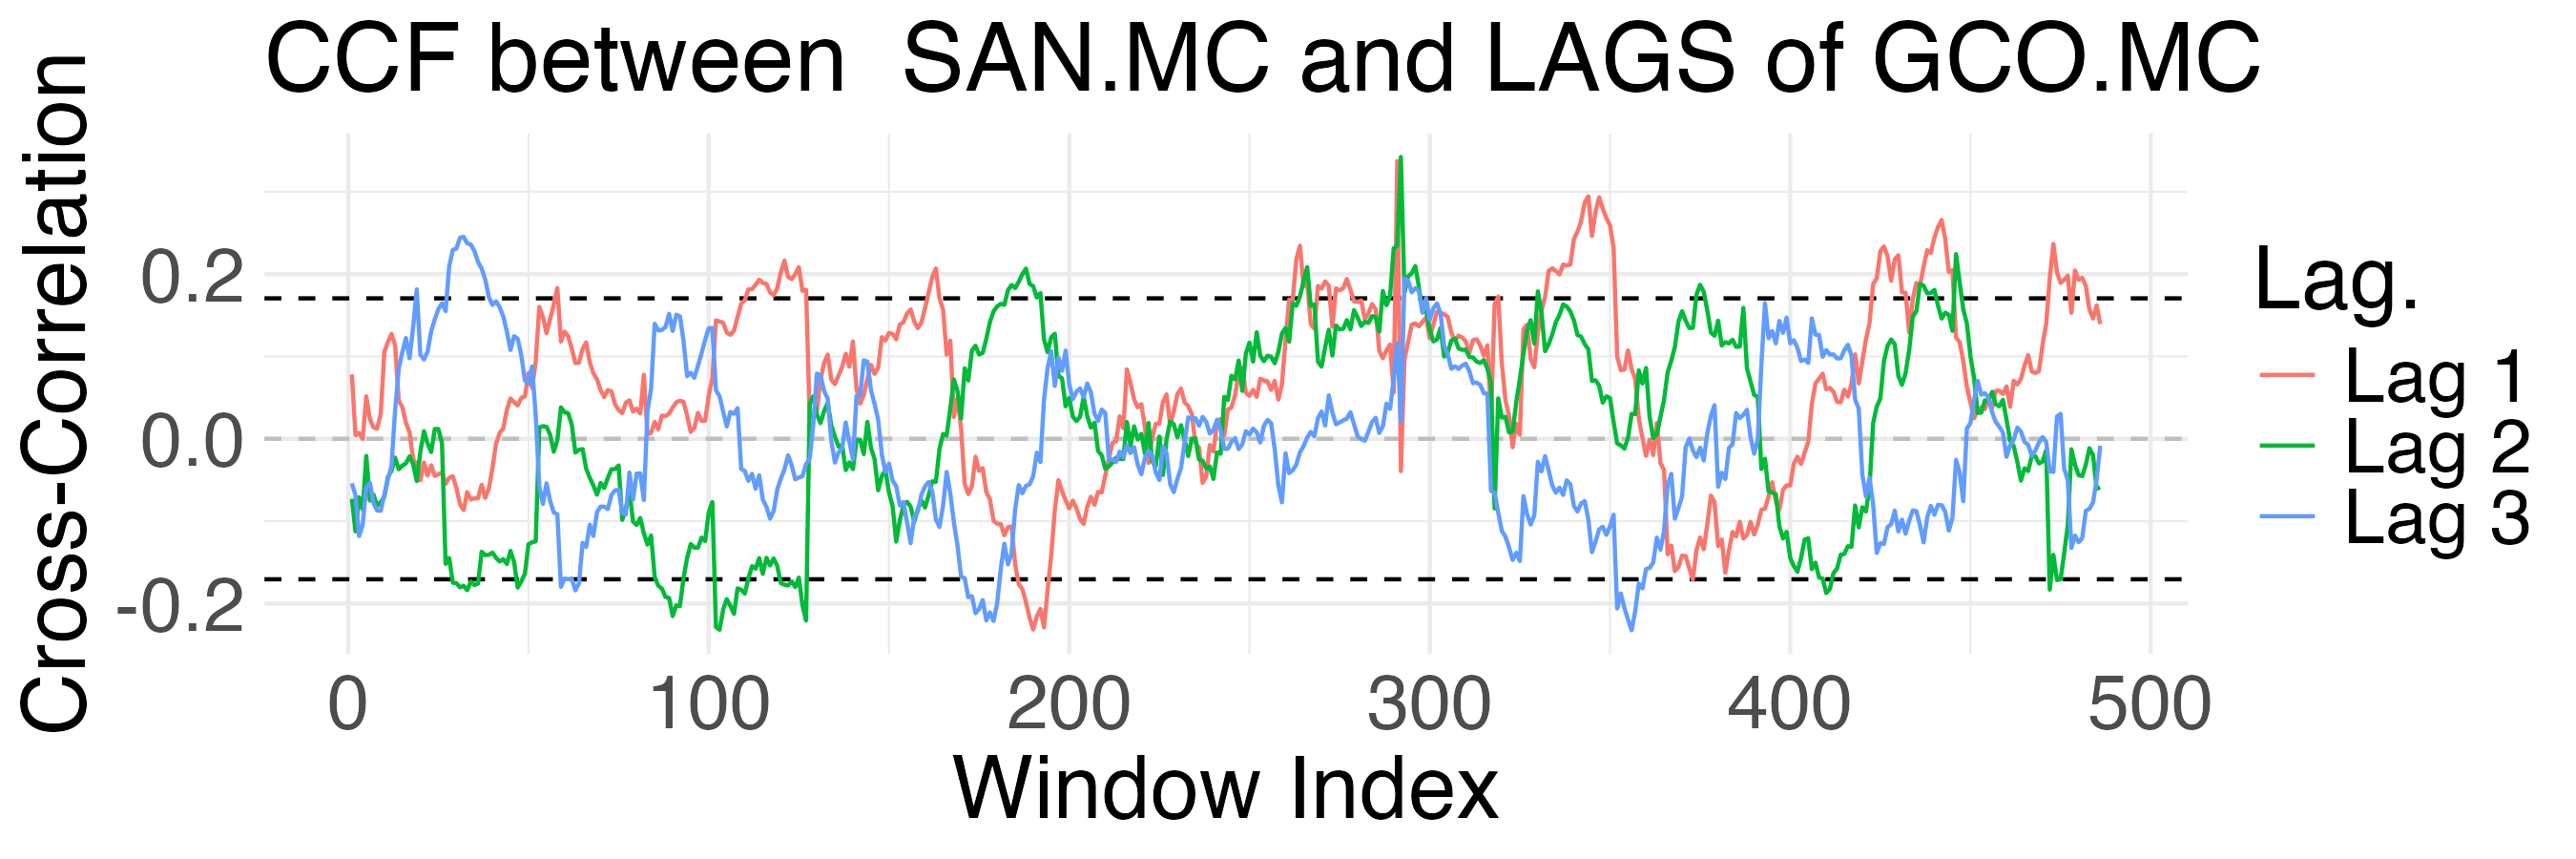 CCF between  SAN.MC and LAGS of GCO.MC
Cross-Correlation
0.2
0.0
-0.2
0
100
200
300
400
500
Window Index
Lag.
Lag 1
Lag 2
Lag 3